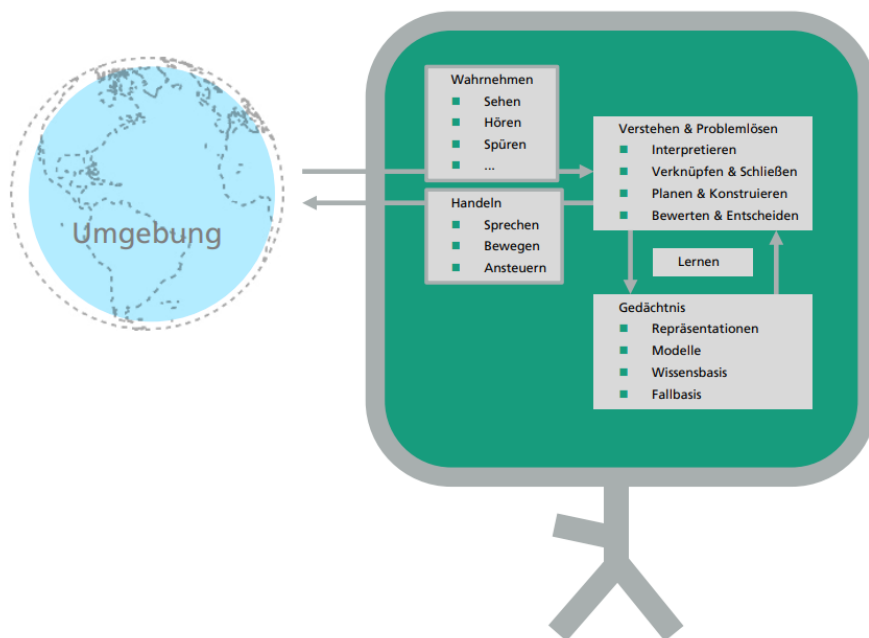 Umgebung
Wahrnehmen
Sehen
Hören
Spüren
...
Handeln
Sprechen
Bewegen
Ansteuern
Verstehen & Problemlösen
Interpretieren
Verknüpfen & Schließen
Planen & Konstruieren
Bewerten & Entscheiden
Lernen
Gedächtnis
Repräsentationen
Modelle
Wissensbasis
Fallbasis